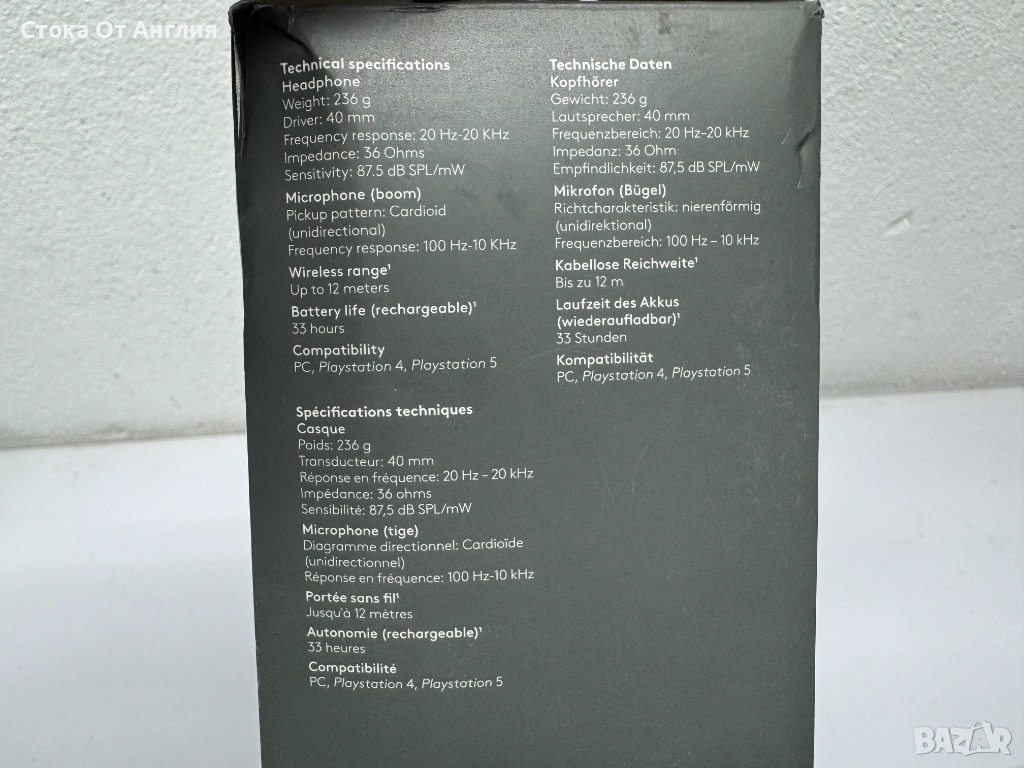 Стока От Англия
Technical specifications
Headphone
Weight: 236 g
Driver: 40 mm
Frequency response: 20 Hz-20 KHz
Impedance: 36 Ohms
Sensitivity: 87.5 dB SPL/mW
Microphone (boom)
Pickup pattern: Cardioid
(unidirectional)
Frequency response: 100 Hz-10 KHz
Wireless range¹
Up to 12 meters
Battery life (rechargeable)¹
33 hours
Compatibility
PC, Playstation 4, Playstation 5
Technische Daten
Kopfhörer
Gewicht: 236 g
Lautsprecher: 40 mm
Frequenzbereich: 20 Hz–20 kHz
Impedanz: 36 Ohm
Empfindlichkeit: 87,5 dB SPL/mW
Mikrofon (Bügel)
Richtcharakteristik: nierenförmig
(unidirektional)
Frequenzbereich: 100 Hz – 10 kHz
Kabellose Reichweite¹
Bis zu 12 m
Laufzeit des Akkus
(wiederaufladbar)¹
33 Stunden
Kompatibilität
PC, Playstation 4, Playstation 5
Spécifications techniques
Casque
Poids: 236 g
Transducteur: 40 mm
Réponse en fréquence: 20 Hz – 20 kHz
Impédance: 36 ohms
Sensibilité: 87,5 dB SPL/mW
Microphone (tige)
Diagramme directionnel: Cardioïde
(unidirectionnel)
Réponse en fréquence: 100 Hz-10 kHz
Portée sans fil¹
Jusqu'à 12 mètres
Autonomie (rechargeable)¹
33 heures
Compatibilité
PC, Playstation 4, Playstation 5
BAZAR